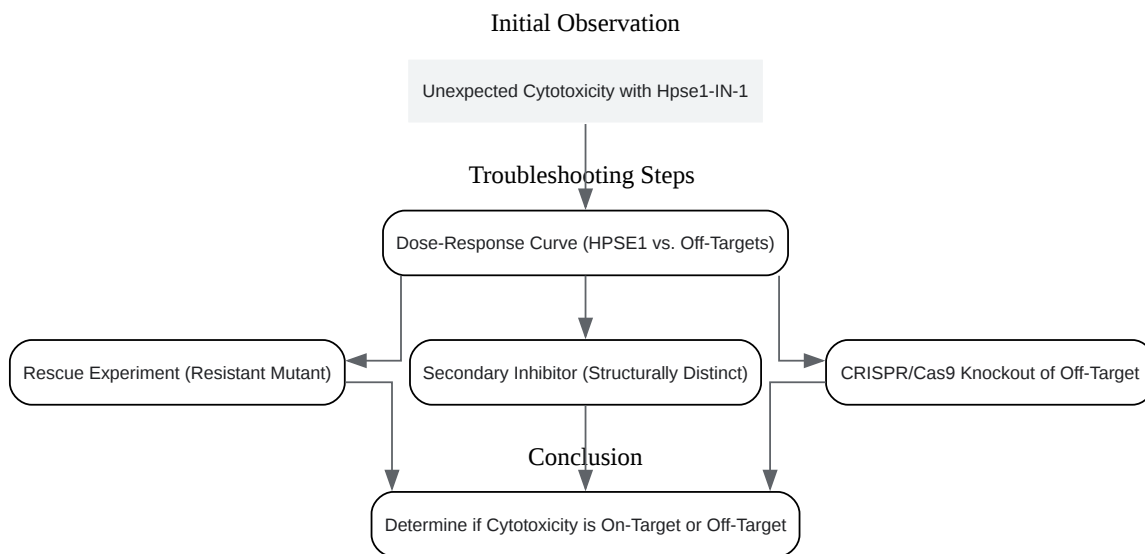 Initial Observation
Unexpected Cytotoxicity with Hpse1-IN-1
Troubleshooting Steps
Dose-Response Curve (HPSE1 vs. Off-Targets)
Rescue Experiment (Resistant Mutant)
Secondary Inhibitor (Structurally Distinct)
CRISPR/Cas9 Knockout of Off-Target
Conclusion
Determine if Cytotoxicity is On-Target or Off-Target